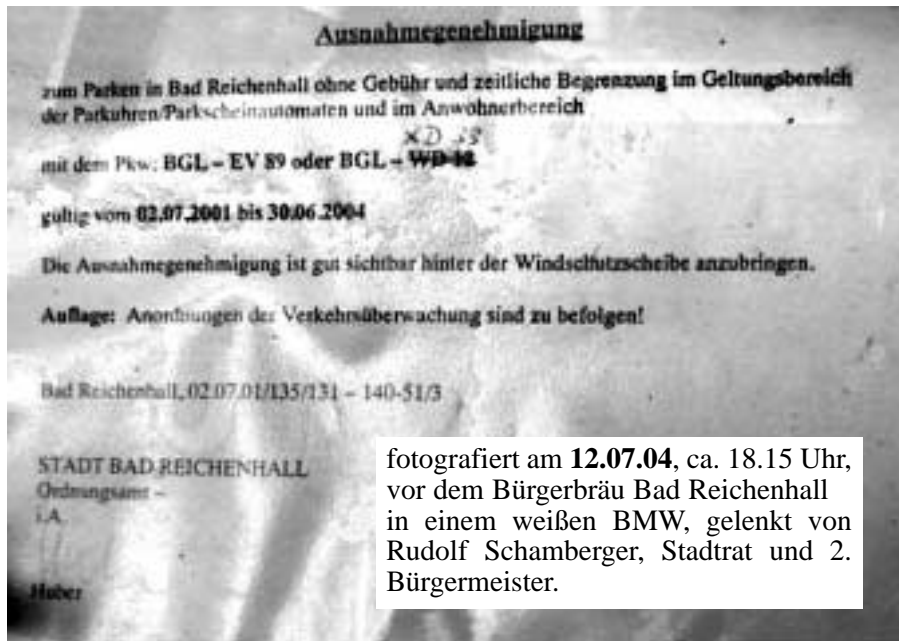 Ausnahmegenehmigung
zum Parken in Bad Reichenhall ohne Gebühr und zeitliche Begrenzung im Geltungsbereich
der Parkuhren/Parkscheinautomaten und im Anwohnerbereich
XD
mit dem Pkw: BGL – EV 89 oder BGL – WD 18
gültig vom 02.07.2001 bis 30.06.2004
Die Ausnahmegenehmigung ist gut sichtbar hinter der Windschutzscheibe anzubringen.
Auflage: Anordnungen der Verkehrsüberwachung sind zu befolgen!
Bad Reichenhall, 02.07.01/135/131 – 140-51/3
STADT BAD REICHENHALL
Ordnungsamt –
i.A.
Huber
fotografiert am 12.07.04, ca. 18.15 Uhr,
vor dem Bürgerbräu Bad Reichenhall
in einem weißen BMW, gelenkt von
Rudolf Schamberger, Stadtrat und 2.
Bürgermeister.